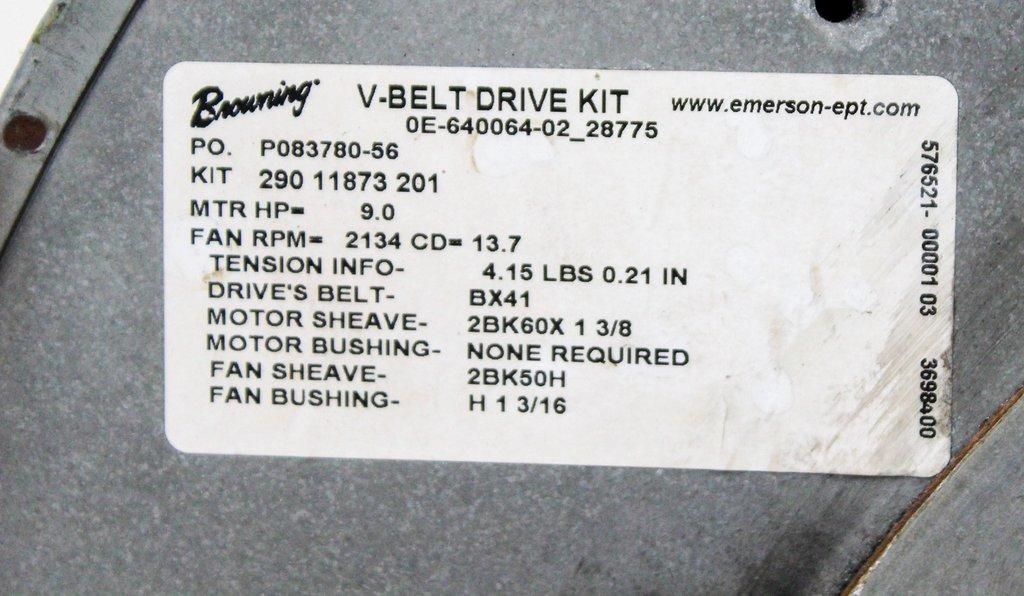 Browning V-BELT DRIVE KIT www.emerson-ept.com
0E-640064-02_28775
PO. P083780-56
KIT 290 11873 201
MTR HP= 9.0
FAN RPM= 2134 CD= 13.7
TENSION INFO- 4.15 LBS 0.21 IN
DRIVE'S BELT- BX41
MOTOR SHEAVE- 2BK60X 1 3/8
MOTOR BUSHING- NONE REQUIRED
FAN SHEAVE- 2BK50H
FAN BUSHING- H 1 3/16
576521- 00001 03 3698400